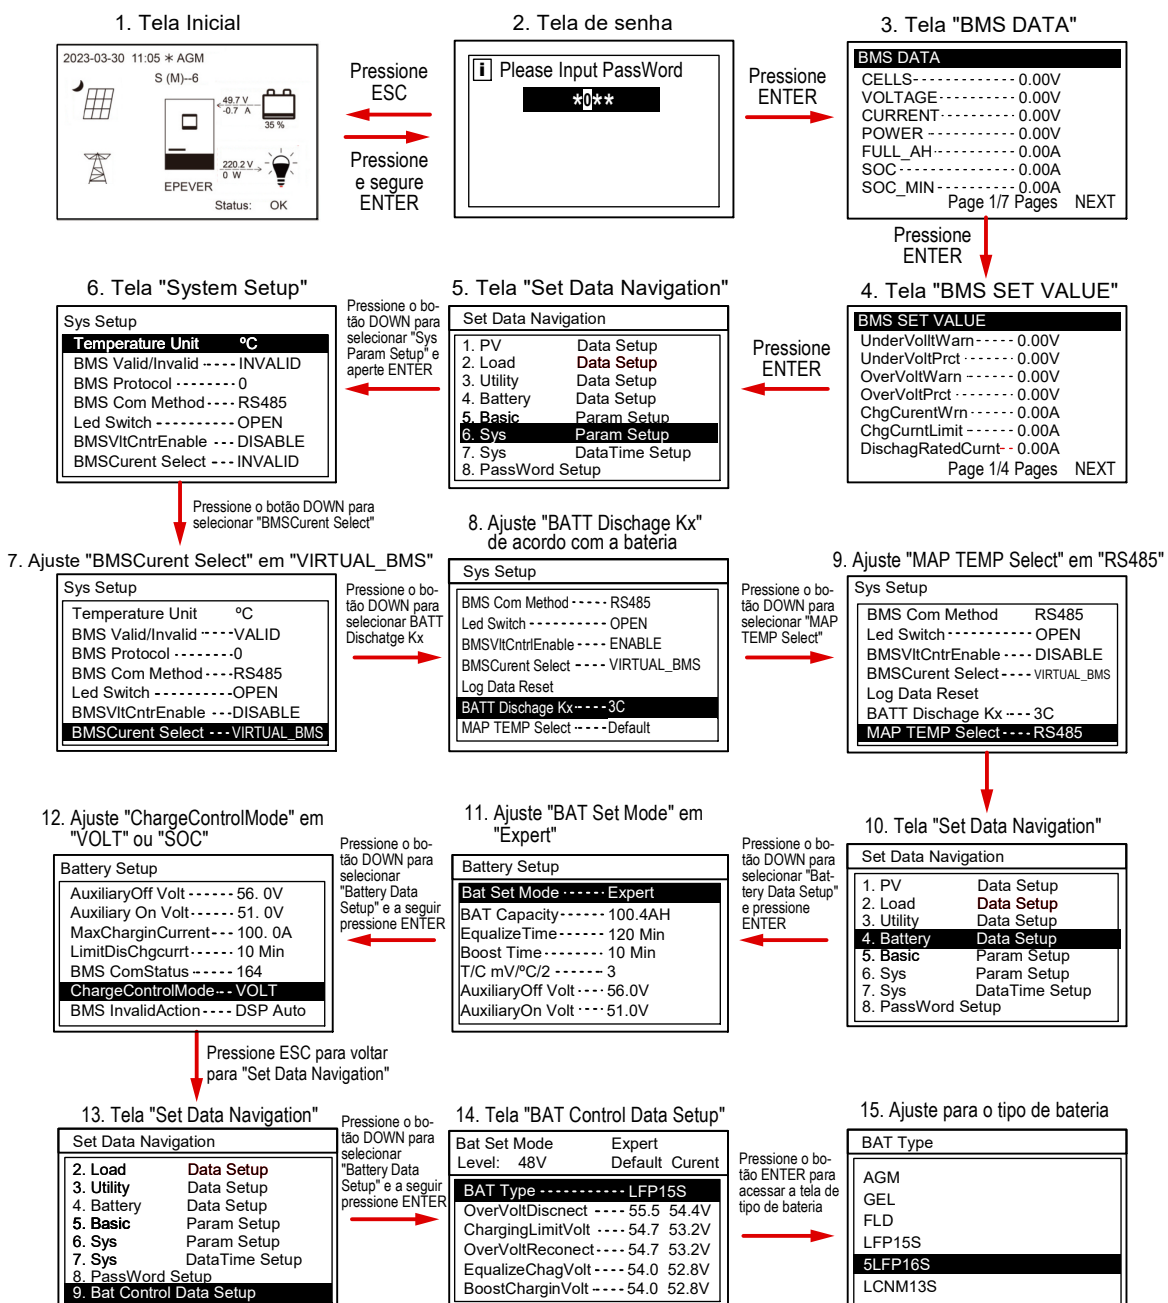 1. Tela Inicial
2023-03-30 11:05 ✳ AGM
S (M)--6
49.7 V
-0.7 A
35 %
220.2 V
0 W
EPEVER
Status: OK
Pressione
ESC
Pressione
e segure
ENTER
2. Tela de senha
i Please Input PassWord
*0**
Pressione
ENTER
3. Tela "BMS DATA"
BMS DATA
CELLS------------- 0.00V
VOLTAGE---------- 0.00V
CURRENT---------- 0.00V
POWER ----------- 0.00V
FULL_AH----------- 0.00A
SOC--------------- 0.00A
SOC_MIN---------- 0.00A
Page 1/7 Pages NEXT
Pressione
ENTER
4. Tela "BMS SET VALUE"
BMS SET VALUE
UnderVolltWarn----- 0.00V
UnderVoltPrct ------ 0.00V
OverVoltWarn ------- 0.00V
OverVoltPrct -------- 0.00V
ChgCurentWrn ------ 0.00A
ChgCurntLimit ------ 0.00A
DischagRatedCurnt-- 0.00A
Page 1/4 Pages NEXT
Pressione
ENTER
5. Tela "Set Data Navigation"
Set Data Navigation
1. PV Data Setup
2. Load Data Setup
3. Utility Data Setup
4. Battery Data Setup
5. Basic Param Setup
6. Sys Param Setup
7. Sys DataTime Setup
8. PassWord Setup
Pressione o bo-
tão DOWN para
selecionar "Sys
Param Setup" e
aperte ENTER
6. Tela "System Setup"
Sys Setup
Temperature Unit ºC
BMS Valid/Invalid ----- INVALID
BMS Protocol -------- 0
BMS Com Method---- RS485
Led Switch ---------- OPEN
BMSVltCntrEnable --- DISABLE
BMSCurent Select --- INVALID
Pressione o botão DOWN para
selecionar "BMSCurent Select"
7. Ajuste "BMSCurent Select" em "VIRTUAL_BMS"
Sys Setup
Temperature Unit ºC
BMS Valid/Invalid -----VALID
BMS Protocol --------0
BMS Com Method----RS485
Led Switch ----------OPEN
BMSVltCntrEnable ---DISABLE
BMSCurent Select ---VIRTUAL_BMS
Pressione o bo-
tão DOWN para
selecionar BATT
Dischatge Kx
8. Ajuste "BATT Dischage Kx"
de acordo com a bateria
Sys Setup
BMS Com Method ----- RS485
Led Switch ---------- OPEN
BMSVltCntrlEnable ---- ENABLE
BMSCurent Select ---- VIRTUAL_BMS
Log Data Reset
BATT Dischage Kx-----3C
MAP TEMP Select -----Default
Pressione o bo-
tão DOWN para
selecionar "MAP
TEMP Select"
9. Ajuste "MAP TEMP Select" em "RS485"
Sys Setup
BMS Com Method RS485
Led Switch----------- OPEN
BMSVltCntrEnable---- DISABLE
BMSCurent Select---- VIRTUAL_BMS
Log Data Reset
BATT Dischage Kx ---- 3C
MAP TEMP Select---- RS485
10. Tela "Set Data Navigation"
Set Data Navigation
1. PV Data Setup
2. Load Data Setup
3. Utility Data Setup
4. Battery Data Setup
5. Basic Param Setup
6. Sys Param Setup
7. Sys DataTime Setup
8. PassWord Setup
Pressione o bo-
tão DOWN para
selecionar "Bat-
tery Data Setup"
e pressione
ENTER
11. Ajuste "BAT Set Mode" em
"Expert"
Battery Setup
Bat Set Mode ------ Expert
BAT Capacity------ 100.4AH
EqualizeTime------ 120 Min
Boost Time-------- 10 Min
T/C mV/ºC/2 ------- 3
AuxiliaryOff Volt---- 56.0V
AuxiliaryOn Volt---- 51.0V
Pressione o bo-
tão DOWN para
selecionar
"Battery Data
Setup" e a seguir
pressione ENTER
12. Ajuste "ChargeControlMode" em
"VOLT" ou "SOC"
Battery Setup
AuxiliaryOff Volt ------ 56. 0V
Auxiliary On Volt----- 51. 0V
MaxCharginCurrent--- 100. 0A
LimitDisChgcurrt----- 10 Min
BMS ComStatus ------ 164
ChargeControlMode--- VOLT
BMS InvalidAction---- DSP Auto
Pressione ESC para voltar
para "Set Data Navigation"
13. Tela "Set Data Navigation"
Set Data Navigation
2. Load Data Setup
3. Utility Data Setup
4. Battery Data Setup
5. Basic Param Setup
6. Sys Param Setup
7. Sys DataTime Setup
8. PassWord Setup
9. Bat Control Data Setup
Pressione o bo-
tão DOWN para
selecionar
"Battery Data
Setup" e a seguir
pressione ENTER
14. Tela "BAT Control Data Setup"
Bat Set Mode Expert
Level: 48V Default Curent
BAT Type ----------- LFP15S
OverVoltDiscnect ---- 55.5 54.4V
ChargingLimitVolt ---- 54.7 53.2V
OverVoltReconect---- 54.7 53.2V
EqualizeChagVolt---- 54.0 52.8V
BoostCharginVolt ----- 54.0 52.8V
Pressione o bo-
tão ENTER para
acessar a tela de
tipo de bateria
15. Ajuste para o tipo de bateria
BAT Type
AGM
GEL
FLD
LFP15S
5LFP16S
LCNM13S